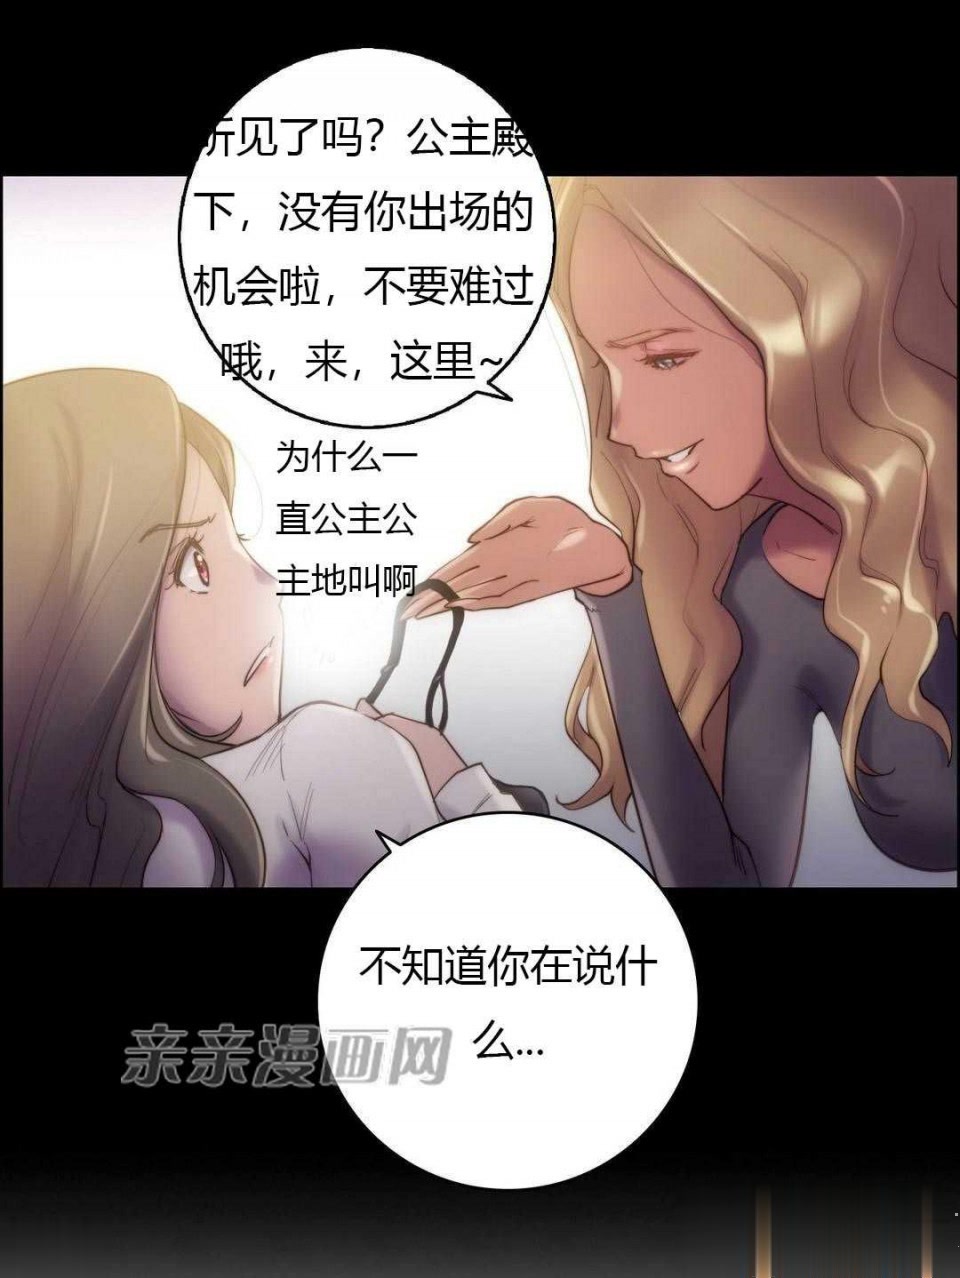 听见了吗？公主殿
下，没有你出场的
机会啦，不要难过
哦，来，这里~
为什么一
直公主公
主地叫啊
不知道你在说什
么...
亲亲漫画网